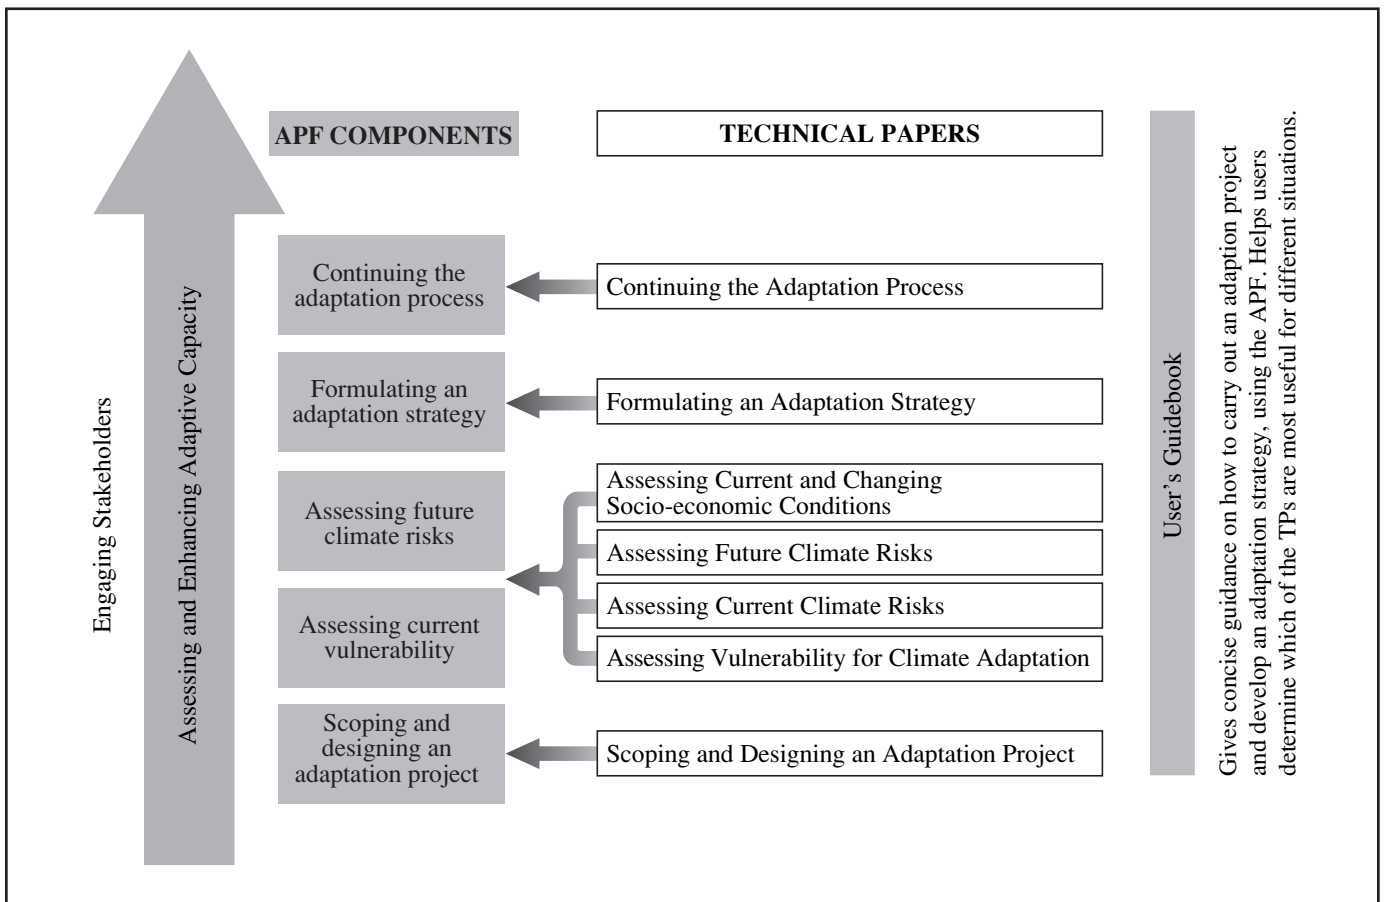 Engaging Stakeholders
Assessing and Enhancing Adaptive Capacity
APF COMPONENTS
TECHNICAL PAPERS
Continuing the
adaptation process
Continuing the Adaptation Process
Formulating an
adaptation strategy
Formulating an Adaptation Strategy
Assessing future
climate risks
Assessing current
vulnerability
Assessing Current and Changing
Socio-economic Conditions
Assessing Future Climate Risks
Assessing Current Climate Risks
Assessing Vulnerability for Climate Adaptation
Scoping and
designing an
adaptation project
Scoping and Designing an Adaptation Project
User's Guidebook
Gives concise guidance on how to carry out an adaption project
and develop an adaptation strategy, using the APF. Helps users
determine which of the TPs are most useful for different situations.